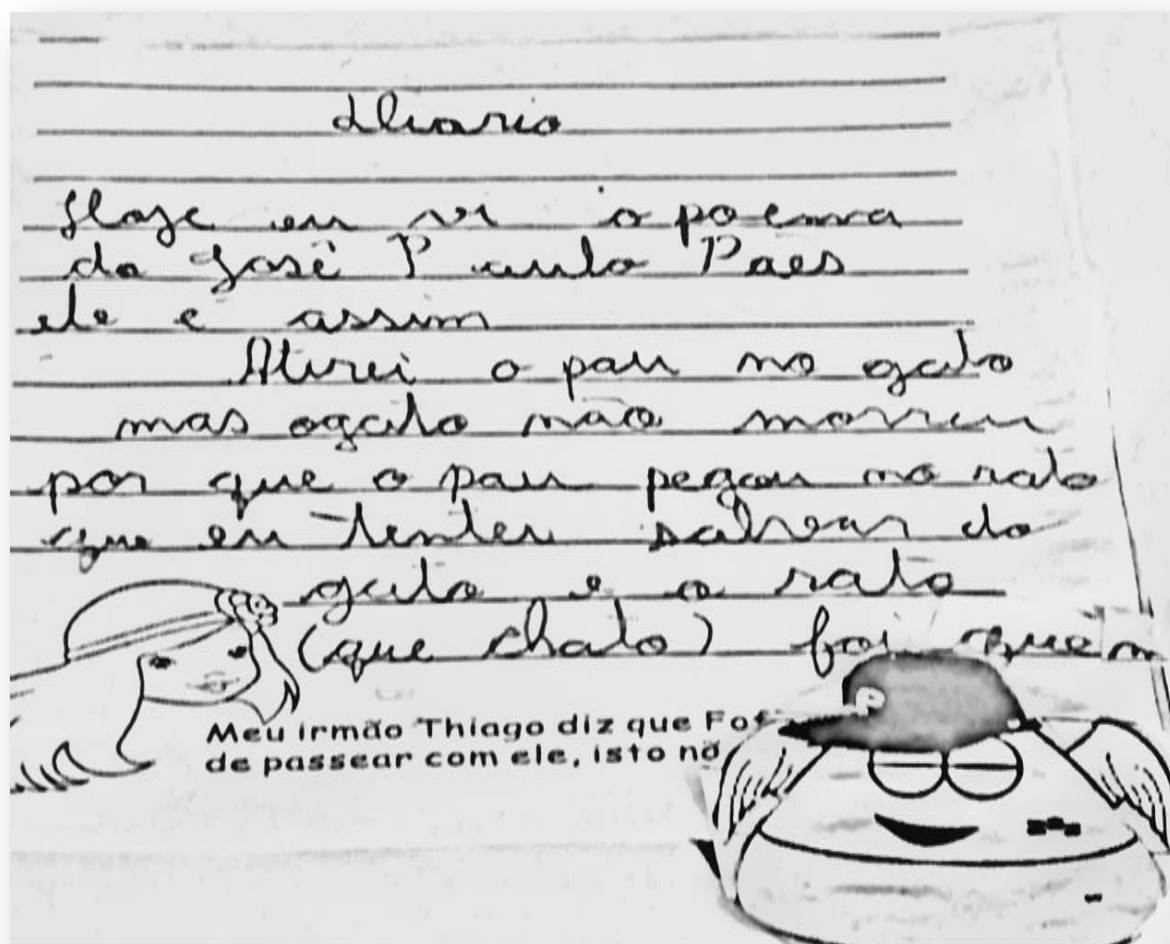 Diario
Hoje eu vi o poema
do José Paulo Paes
ele e assim
Atirei o pau no gato
mas ogato não morreu
por que o pau pegou no rato
que eu tentei salvar do
gato e o rato
(que chato) foi quem
Meu irmão Thiago diz que
de passear com ele, isto
P
zzz